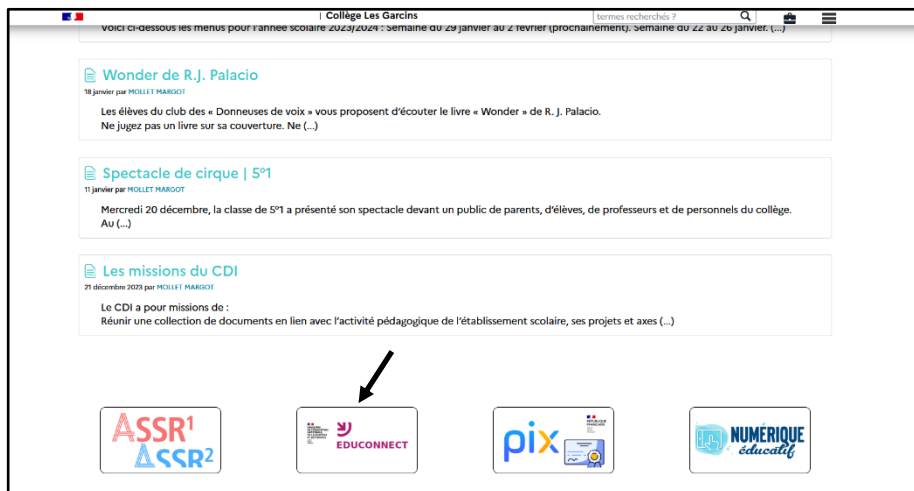 | Collège Les Garcins
termes recherchés ?
Voici ci-dessous les menus pour l'année scolaire 2023/2024 : Semaine du 29 janvier au 2 février (prochainement). Semaine du 22 au 26 janvier. (...)
Wonder de R.J. Palacio
18 janvier par MOLLET MARGOT
Les élèves du club des « Donneuses de voix » vous proposent d'écouter le livre « Wonder » de R. J. Palacio.
Ne jugez pas un livre sur sa couverture. Ne (...)
Spectacle de cirque | 5°1
11 janvier par MOLLET MARGOT
Mercredi 20 décembre, la classe de 5°1 a présenté son spectacle devant un public de parents, d'élèves, de professeurs et de personnels du collège.
Au (...)
Les missions du CDI
21 décembre 2023 par MOLLET MARGOT
Le CDI a pour missions de :
Réunir une collection de documents en lien avec l'activité pédagogique de l'établissement scolaire, ses projets et axes (...)
ASSR1
ASSR2
EDUCONNECT
pix
RÉPUBLIQUE
FRANÇAISE
NUMÉRIQUE
éducatif